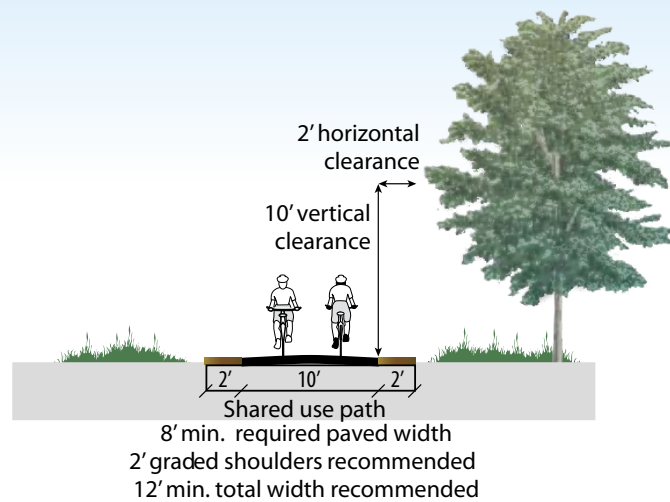 2’ horizontal
clearance
10’ vertical
clearance
2’ 10’ 2’
Shared use path
8’ min. required paved width
2’ graded shoulders recommended
12’ min. total width recommended